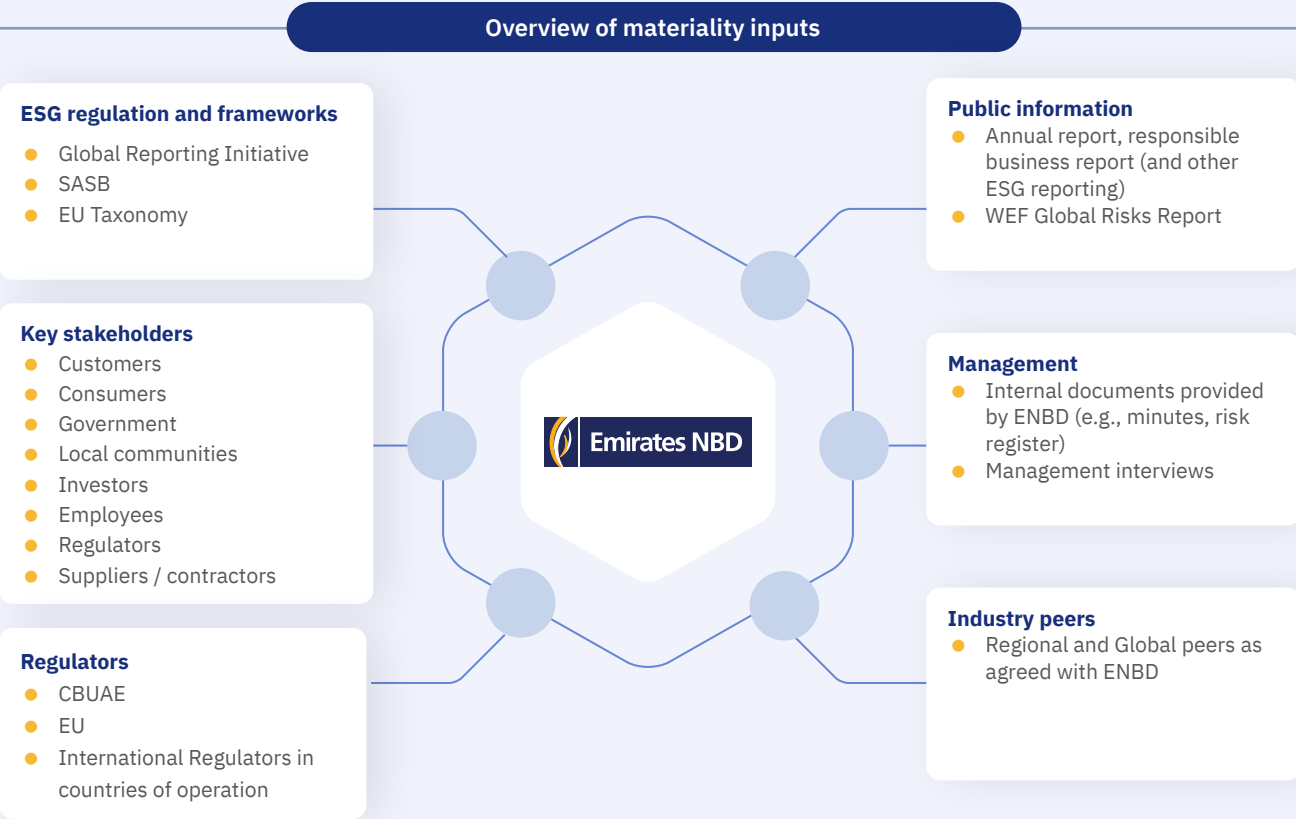 Overview of materiality inputs
ESG regulation and frameworks
Global Reporting Initiative
SASB
EU Taxonomy
Key stakeholders
Customers
Consumers
Government
Local communities
Investors
Employees
Regulators
Suppliers / contractors
Regulators
CBUAE
EU
International Regulators in
countries of operation
Emirates NBD
Public information
Annual report, responsible
business report (and other
ESG reporting)
WEF Global Risks Report
Management
Internal documents provided
by ENBD (e.g., minutes, risk
register)
Management interviews
Industry peers
Regional and Global peers as
agreed with ENBD